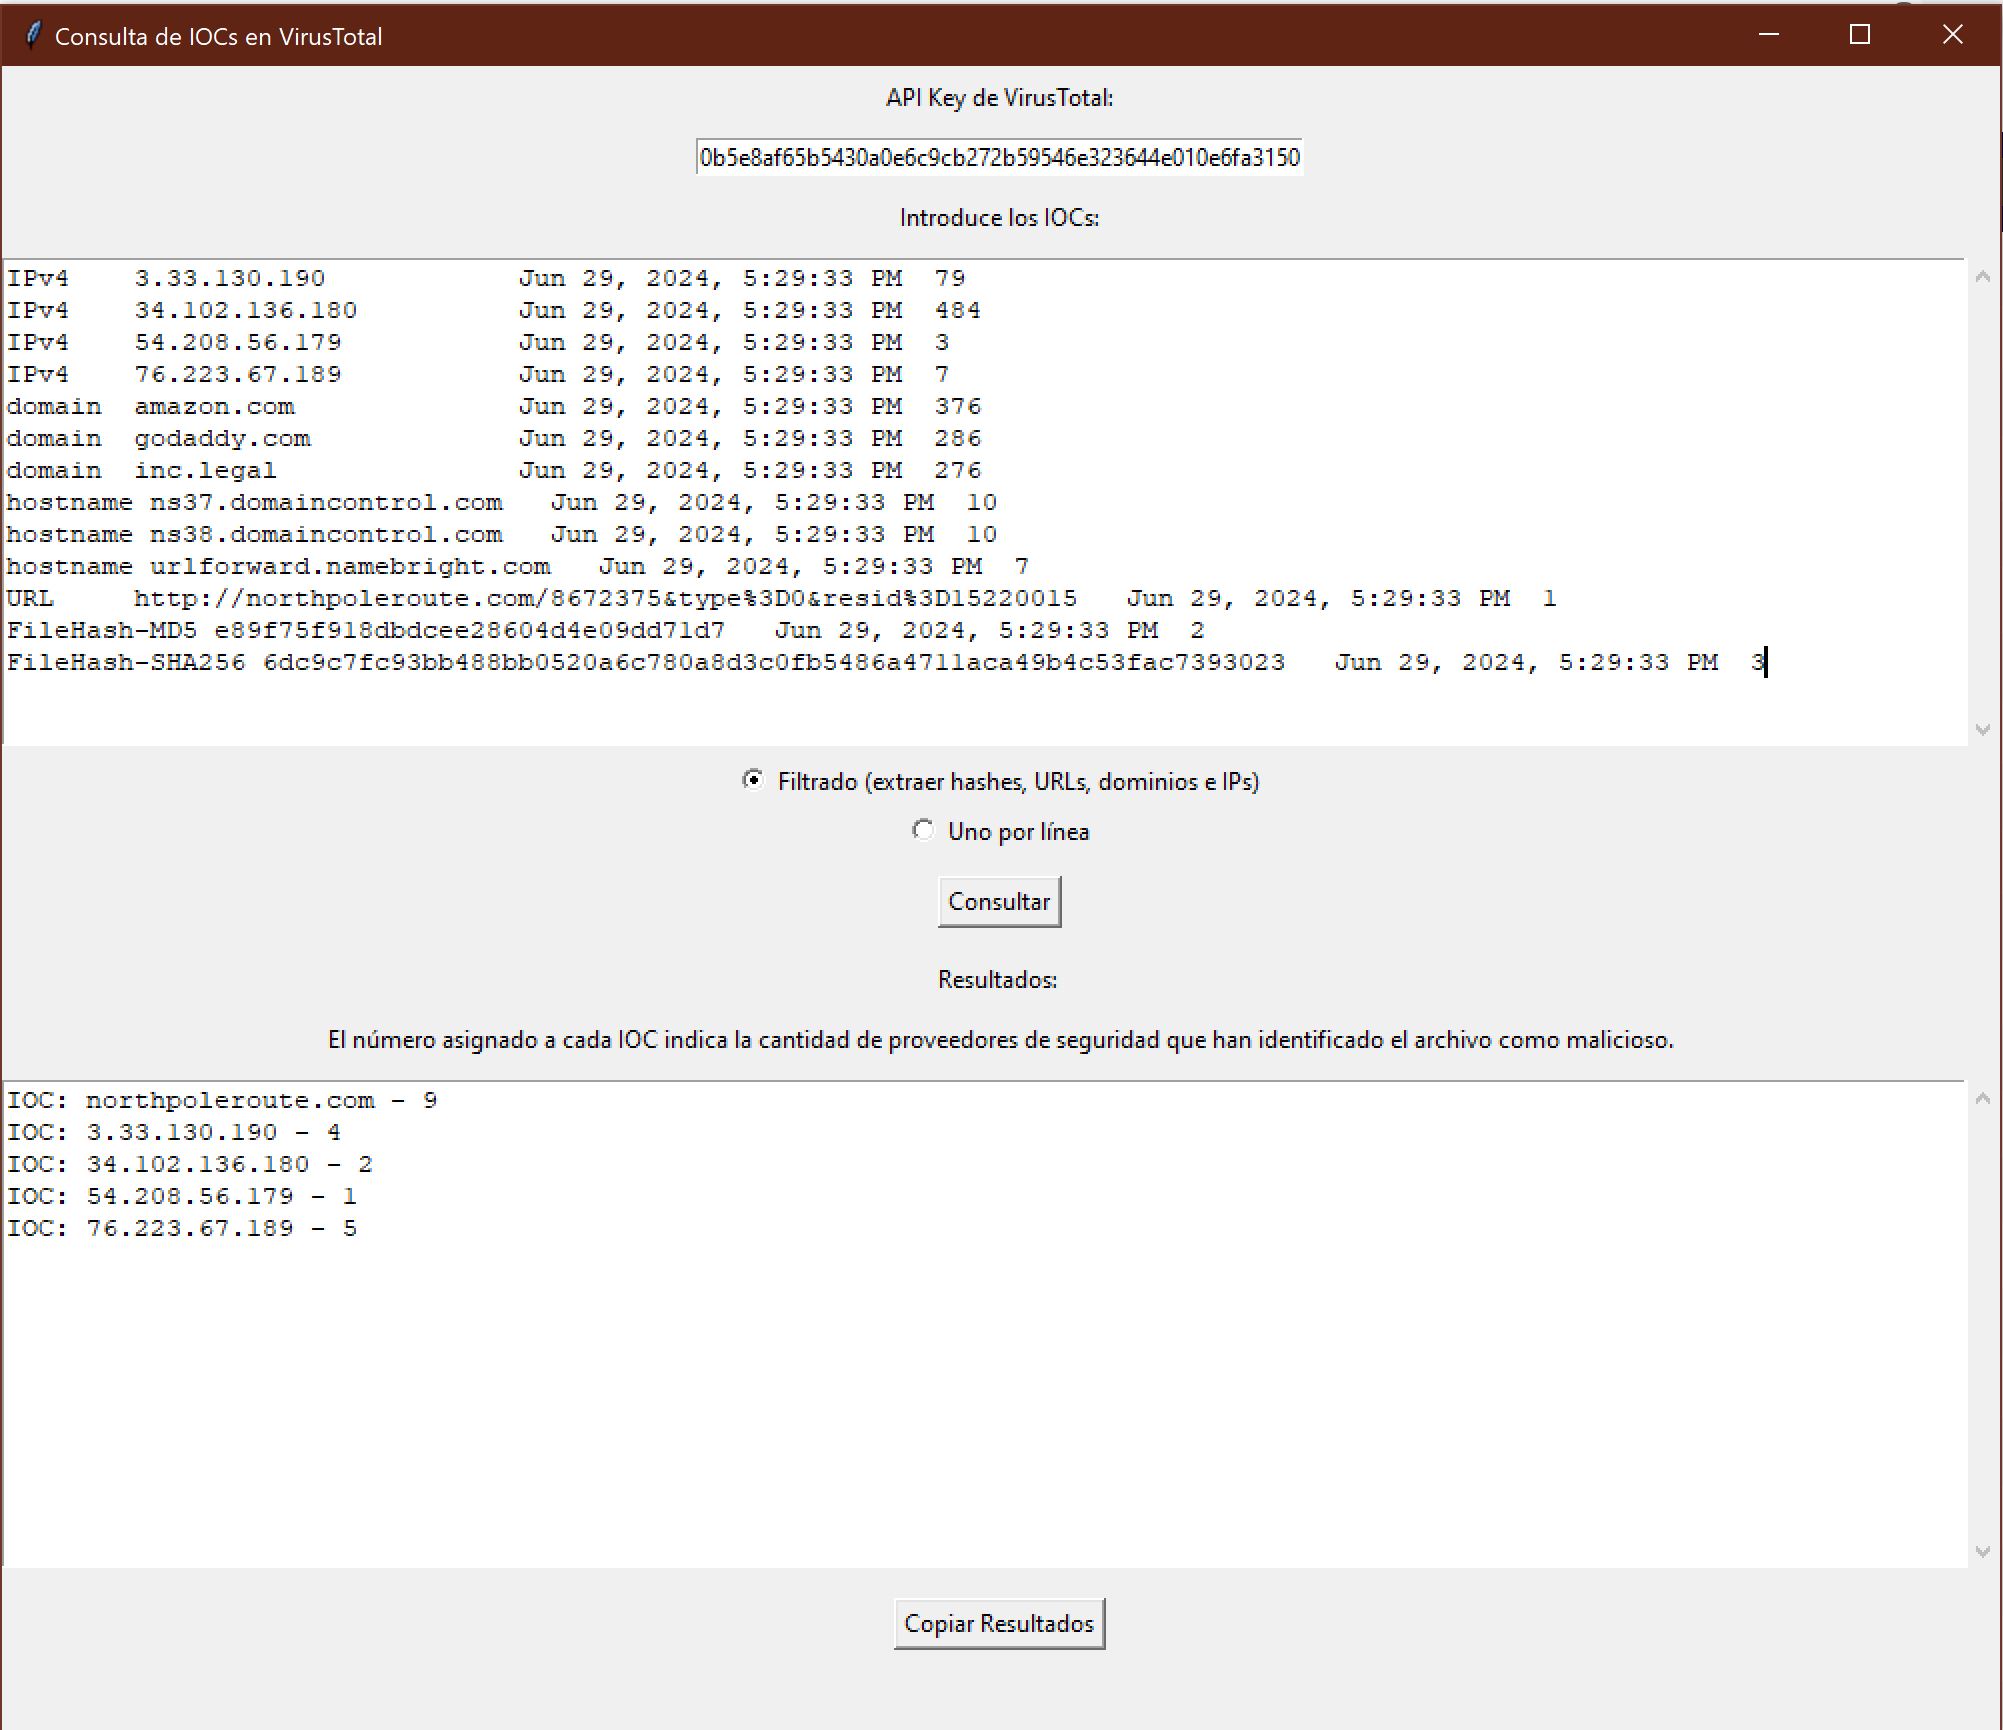 Consulta de IOCs en VirusTotal
API Key de VirusTotal:
0b5e8af65b5430a0e6c9cb272b59546e323644e010e6fa3150
Introduce los IOCs:
IPv4 3.33.130.190 Jun 29, 2024, 5:29:33 PM 79
IPv4 34.102.136.180 Jun 29, 2024, 5:29:33 PM 484
IPv4 54.208.56.179 Jun 29, 2024, 5:29:33 PM 3
IPv4 76.223.67.189 Jun 29, 2024, 5:29:33 PM 7
domain amazon.com Jun 29, 2024, 5:29:33 PM 376
domain godaddy.com Jun 29, 2024, 5:29:33 PM 286
domain inc.legal Jun 29, 2024, 5:29:33 PM 276
hostname ns37.domaincontrol.com Jun 29, 2024, 5:29:33 PM 10
hostname ns38.domaincontrol.com Jun 29, 2024, 5:29:33 PM 10
hostname urlforward.namebright.com Jun 29, 2024, 5:29:33 PM 7
URL http://northpoleroute.com/8672375&type%3D0&resid%3D15220015 Jun 29, 2024, 5:29:33 PM 1
FileHash-MD5 e89f75f918dbdcee28604d4e09dd71d7 Jun 29, 2024, 5:29:33 PM 2
FileHash-SHA256 6dc9c7fc93bb488bb0520a6c780a8d3c0fb5486a4711aca49b4c53fac7393023 Jun 29, 2024, 5:29:33 PM 3
Filtrado (extraer hashes, URLs, dominios e IPs)
Uno por línea
Consultar
Resultados:
El número asignado a cada IOC indica la cantidad de proveedores de seguridad que han identificado el archivo como malicioso.
IOC: northpoleroute.com - 9
IOC: 3.33.130.190 - 4
IOC: 34.102.136.180 - 2
IOC: 54.208.56.179 - 1
IOC: 76.223.67.189 - 5
Copiar Resultados